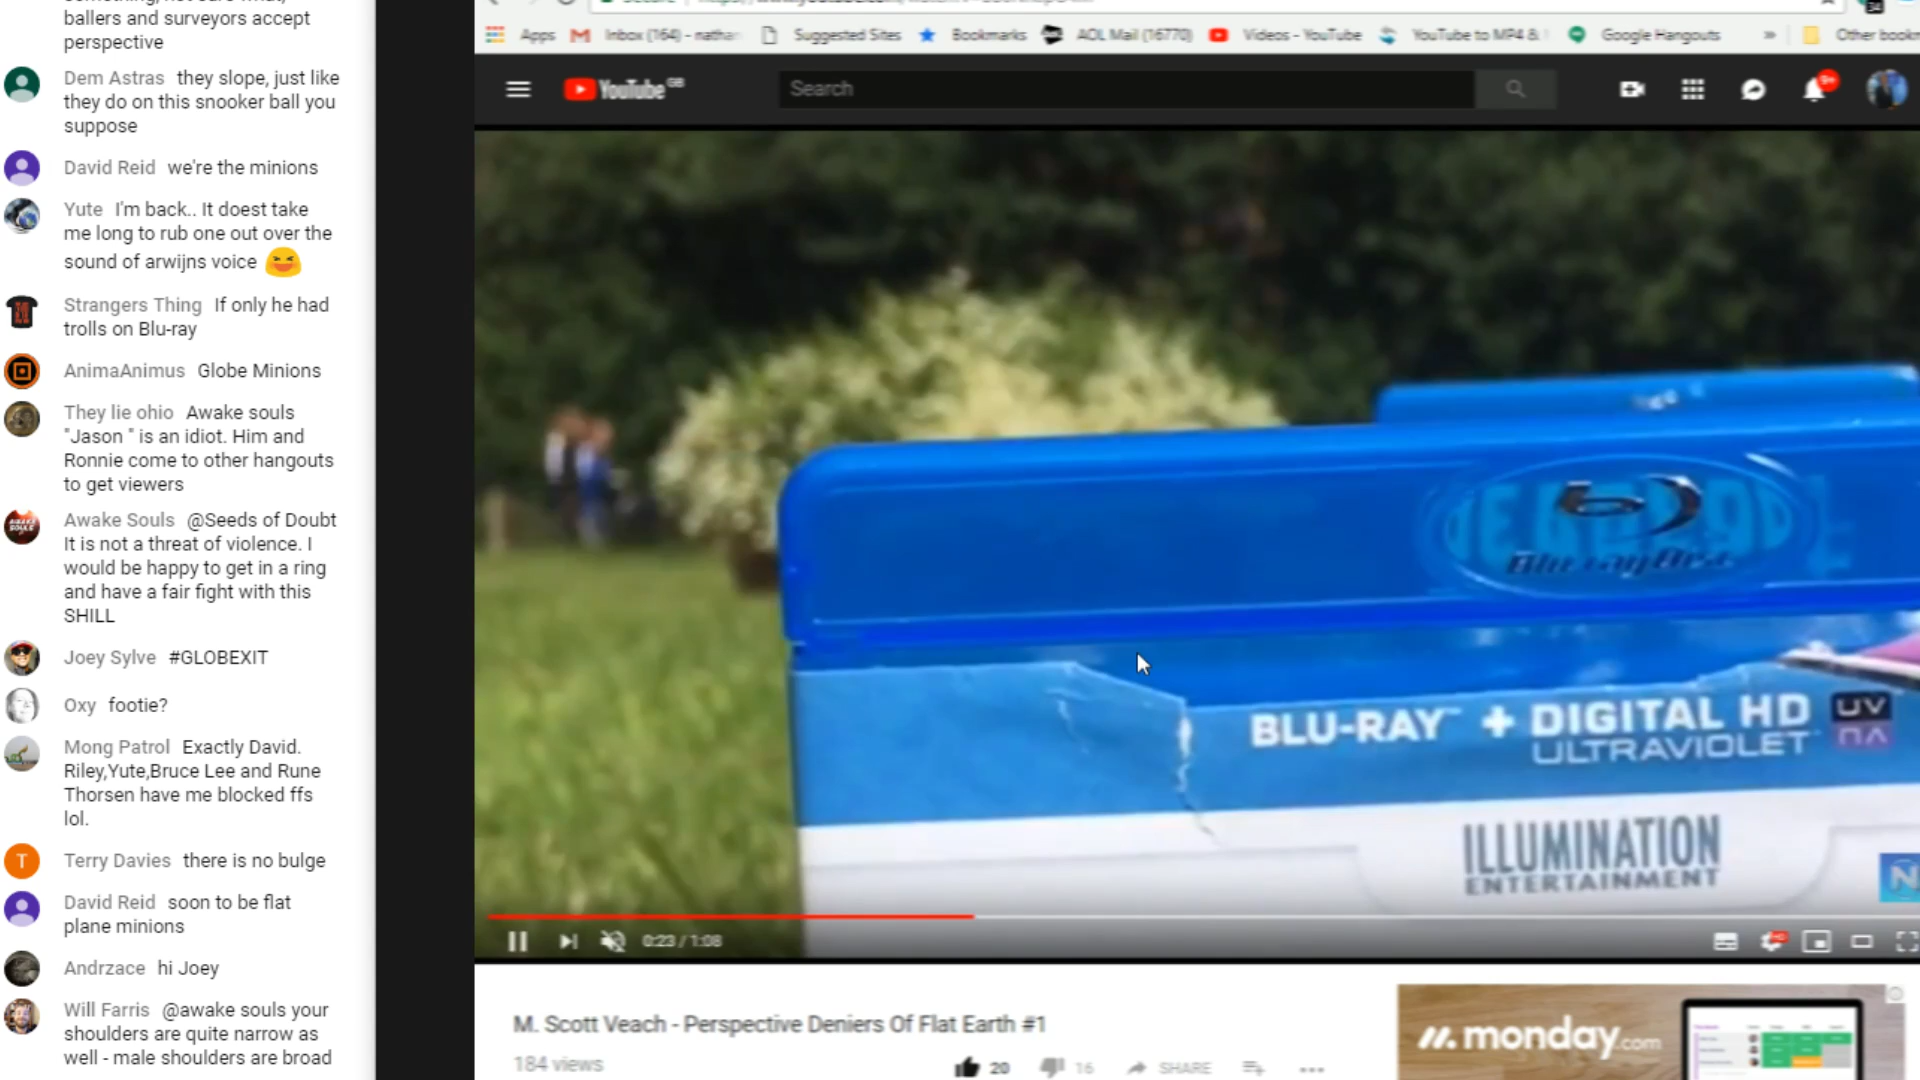 ballers and surveyors accept
perspective
Dem Astras they slope, just like
they do on this snooker ball you
suppose
David Reid we're the minions
Yute I'm back.. It doest take
me long to rub one out over the
sound of arwijns voice
Strangers Thing If only he had
trolls on Blu-ray
AnimaAnimus Globe Minions
They lie ohio Awake souls
"Jason " is an idiot. Him and
Ronnie come to other hangouts
to get viewers
Awake Souls @Seeds of Doubt
It is not a threat of violence. I
would be happy to get in a ring
and have a fair fight with this
SHILL
Joey Sylve #GLOBEXIT
Oxy footie?
Mong Patrol Exactly David.
Riley,Yute,Bruce Lee and Rune
Thorsen have me blocked ffs
lol.
T Terry Davies there is no bulge
David Reid soon to be flat
plane minions
Andrzace hi Joey
Will Farris @awake souls your
shoulders are quite narrow as
well - male shoulders are broad
Apps Inbox (164) - nathan Suggested Sites Bookmarks AOL Mail (16770) Videos - YouTube YouTube to MP4 & Google Hangouts » Other bookm
YouTube GB Search 9+
Blu-ray Disc
BLU-RAY™ + DIGITAL HD UV
ULTRAVIOLET
ILLUMINATION
ENTERTAINMENT
0:23 / 1:08
M. Scott Veach - Perspective Deniers Of Flat Earth #1
184 views 20 16 SHARE
monday.com